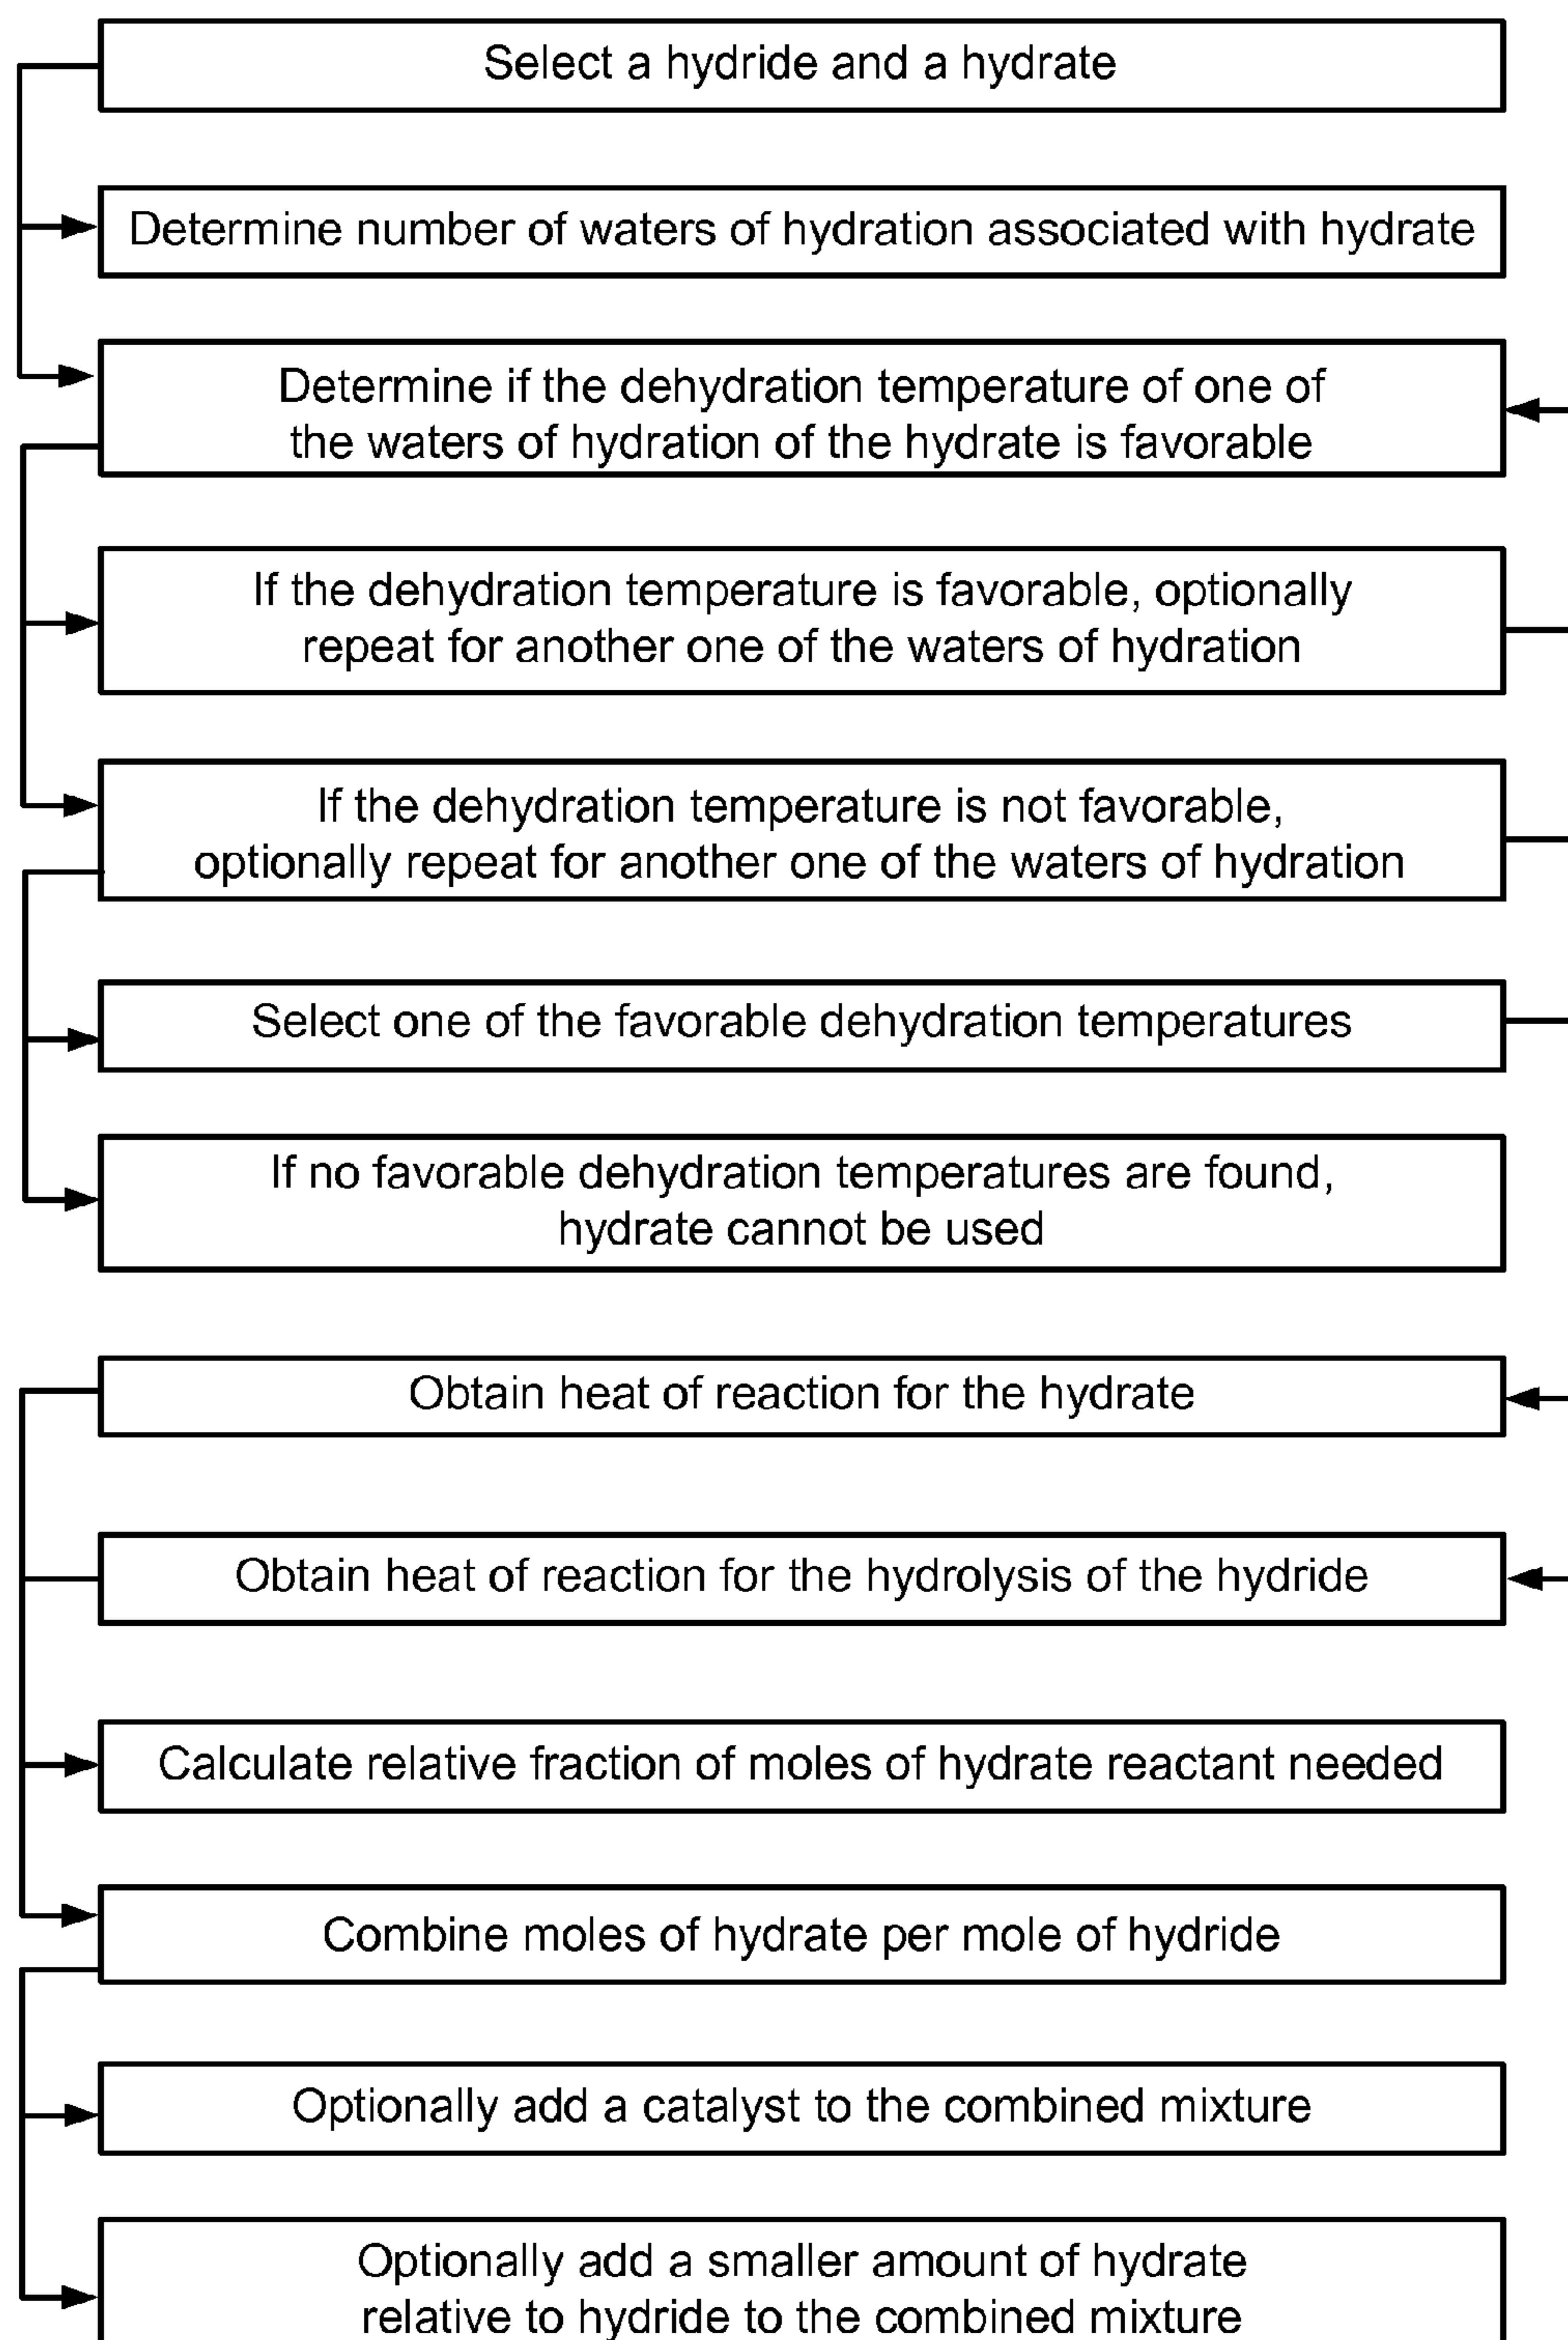 Select a hydride and a hydrate
Determine number of waters of hydration associated with hydrate
Determine if the dehydration temperature of one of
the waters of hydration of the hydrate is favorable
If the dehydration temperature is favorable, optionally
repeat for another one of the waters of hydration
If the dehydration temperature is not favorable,
optionally repeat for another one of the waters of hydration
Select one of the favorable dehydration temperatures
If no favorable dehydration temperatures are found,
hydrate cannot be used
Obtain heat of reaction for the hydrate
Obtain heat of reaction for the hydrolysis of the hydride
Calculate relative fraction of moles of hydrate reactant needed
Combine moles of hydrate per mole of hydride
Optionally add a catalyst to the combined mixture
Optionally add a smaller amount of hydrate
relative to hydride to the combined mixture